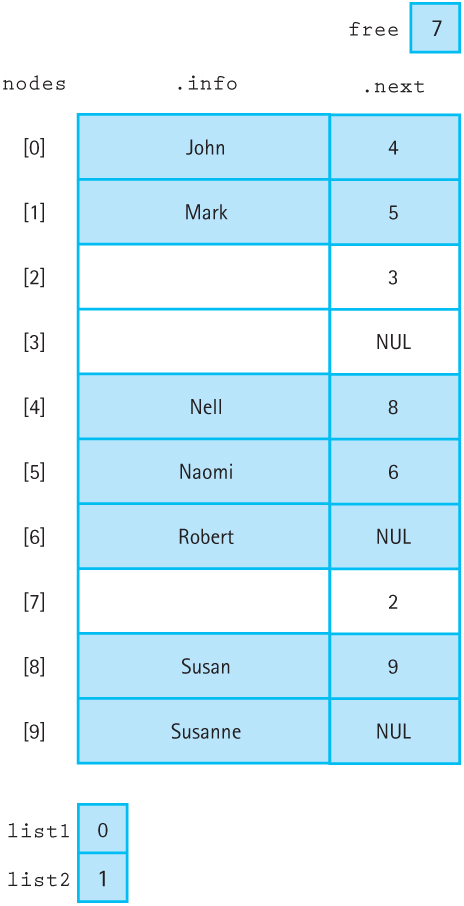 free 7
nodes .info .next
[0] John 4
[1] Mark 5
[2] 3
[3] NUL
[4] Nell 8
[5] Naomi 6
[6] Robert NUL
[7] 2
[8] Susan 9
[9] Susanne NUL
list1 0
list2 1